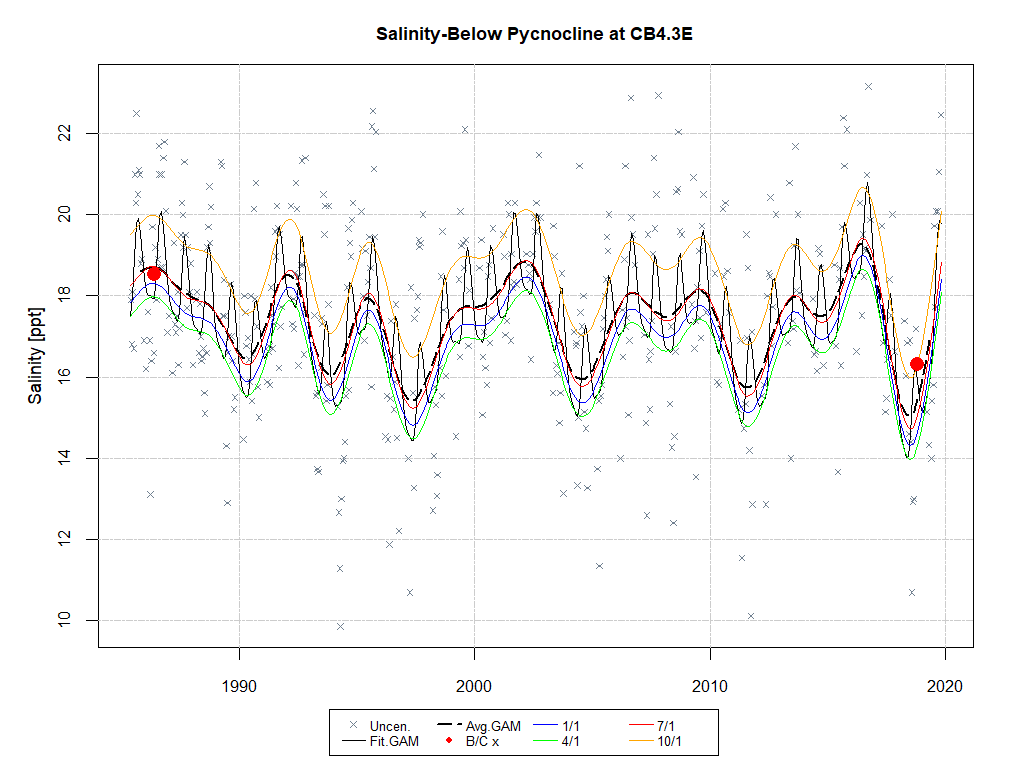 Salinity-Below Pycnocline at CB4.3E
Salinity [ppt]
22
20
18
16
14
12
10
1990 2000 2010 2020
Uncen. Avg.GAM 1/1 7/1
Fit.GAM B/C x 4/1 10/1